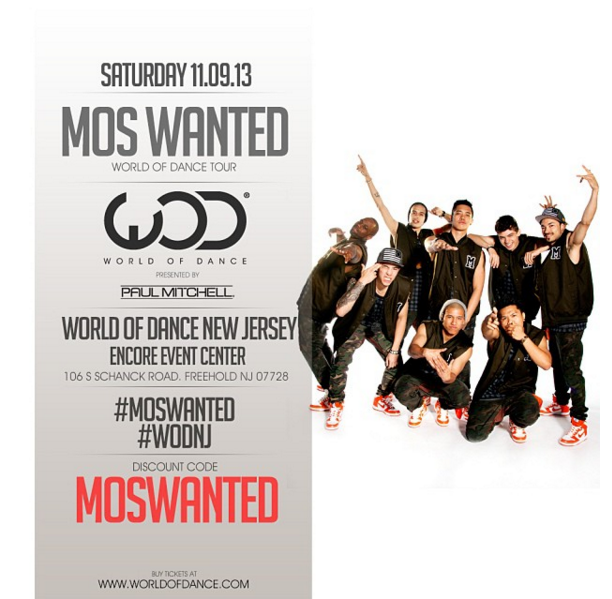 SATURDAY 11.09.13
MOS WANTED
WORLD OF DANCE TOUR
WOD®
WORLD OF DANCE
PRESENTED BY
PAUL MITCHELL®
WORLD OF DANCE NEW JERSEY
ENCORE EVENT CENTER
106 S SCHANCK ROAD. FREEHOLD NJ 07728
#MOSWANTED
#WODNJ
DISCOUNT CODE
MOSWANTED
BUY TICKETS AT
WWW.WORLDOFDANCE.COM
M
M
7